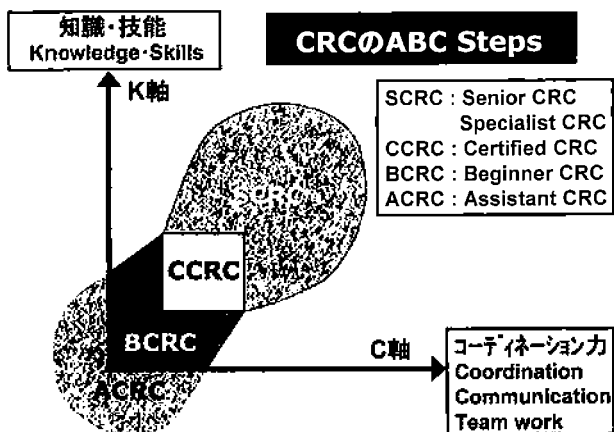 知識・技能
Knowledge・Skills
CRCのABC Steps
K軸
SCRC : Senior CRC
Specialist CRC
CCRC : Certified CRC
BCRC : Beginner CRC
ACRC : Assistant CRC
SCRC
CCRC
BCRC
ACRC
C軸
コーディネーション力
Coordination
Communication
Team work